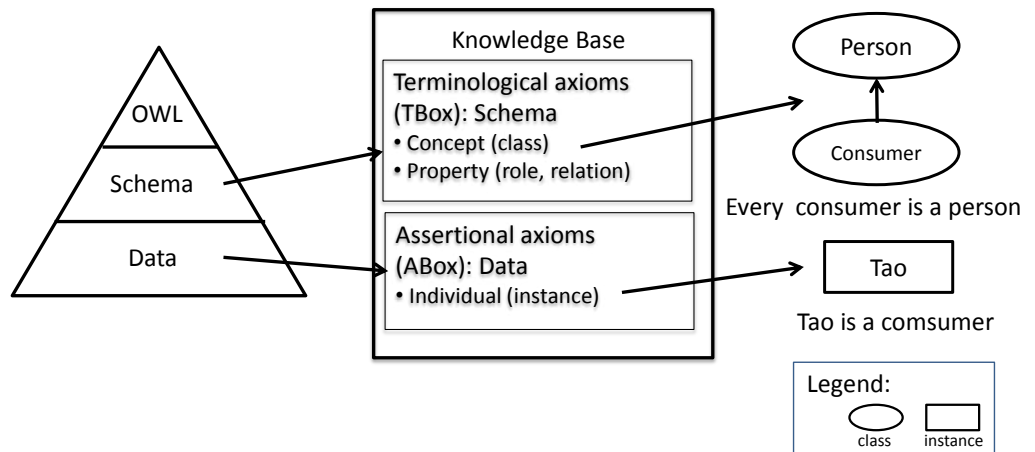 OWL
Schema
Data
Knowledge Base
Terminological axioms
(TBox): Schema
• Concept (class)
• Property (role, relation)
Assertional axioms
(ABox): Data
• Individual (instance)
Person
Consumer
Every consumer is a person
Tao
Tao is a comsumer
Legend:
class
instance